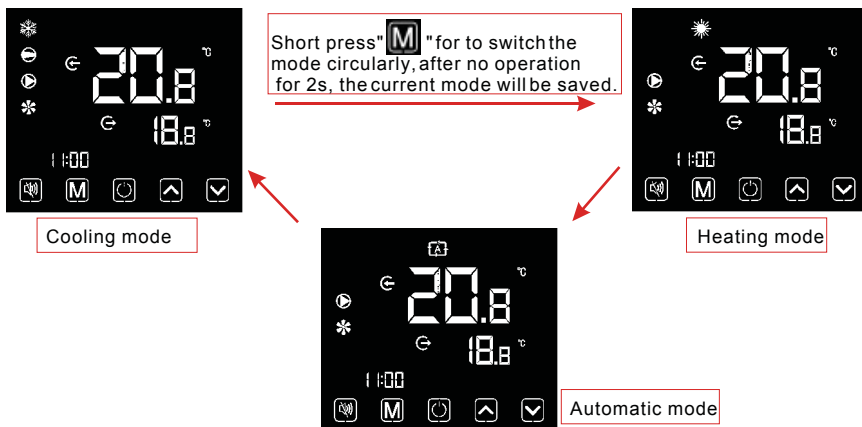 20.8 °C
18.8 °C
11:00
M
Cooling mode
Short press" M "for to switch the
mode circularly, after no operation
for 2s, the current mode will be saved.
20.8 °C
18.8 °C
11:00
M
Heating mode
A
20.8 °C
18.8 °C
11:00
M
Automatic mode